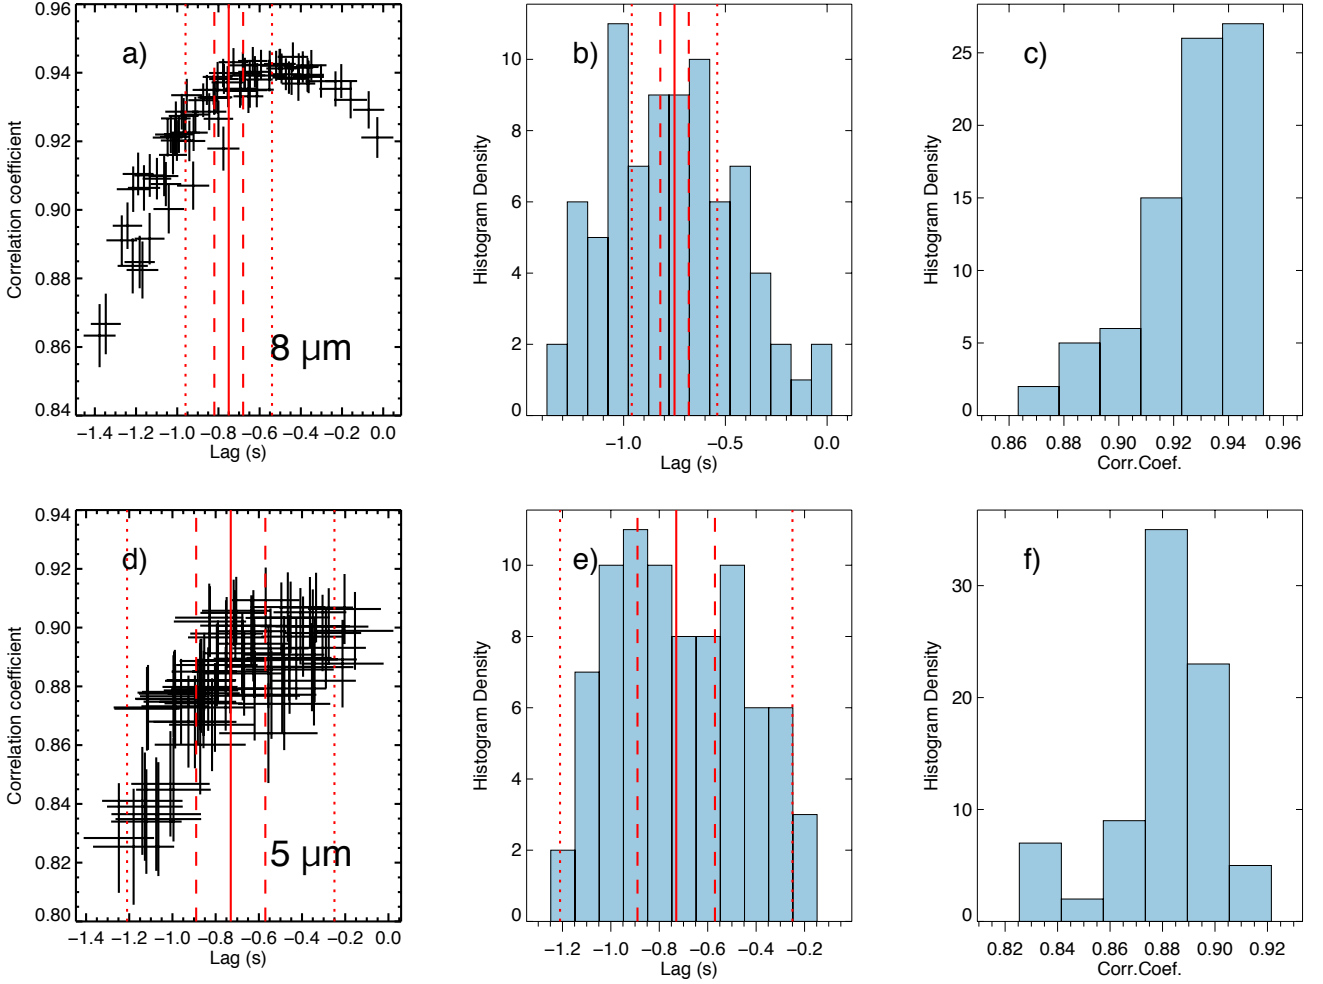 a)
Correlation coefficient
0.96
0.94
0.92
0.90
0.88
0.86
0.84
8 µm
−1.4 −1.2 −1.0 −0.8 −0.6 −0.4 −0.2 0.0
Lag (s)
b)
Histogram Density
10
8
6
4
2
0
−1.0 −0.5 0.0
Lag (s)
c)
Histogram Density
25
20
15
10
5
0
0.86 0.88 0.90 0.92 0.94 0.96
Corr.Coef.
d)
Correlation coefficient
0.94
0.92
0.90
0.88
0.86
0.84
0.82
0.80
5 µm
−1.4 −1.2 −1.0 −0.8 −0.6 −0.4 −0.2 0.0
Lag (s)
e)
Histogram Density
10
8
6
4
2
0
−1.2 −1.0 −0.8 −0.6 −0.4 −0.2
Lag (s)
f)
Histogram Density
30
20
10
0
0.82 0.84 0.86 0.88 0.90 0.92
Corr.Coef.